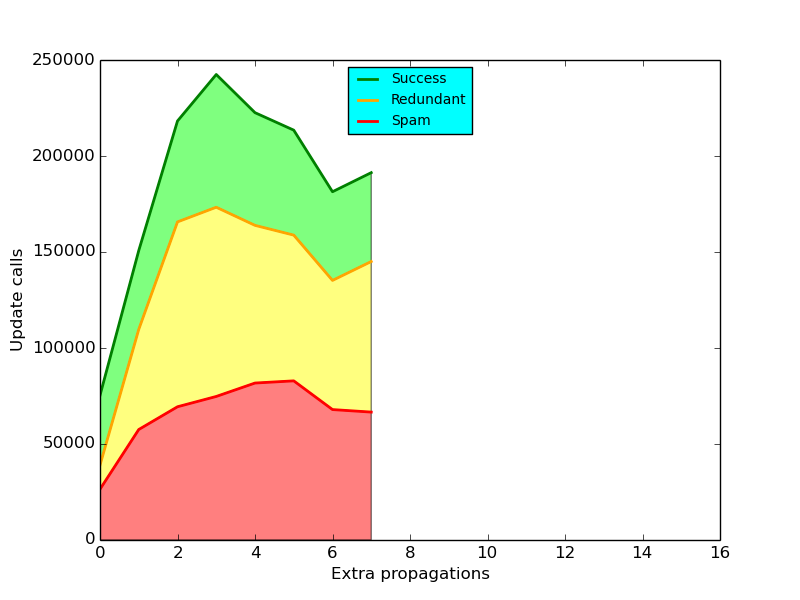 250000
200000
150000
100000
50000
0
Update calls
Success
Redundant
Spam
0 2 4 6 8 10 12 14 16
Extra propagations